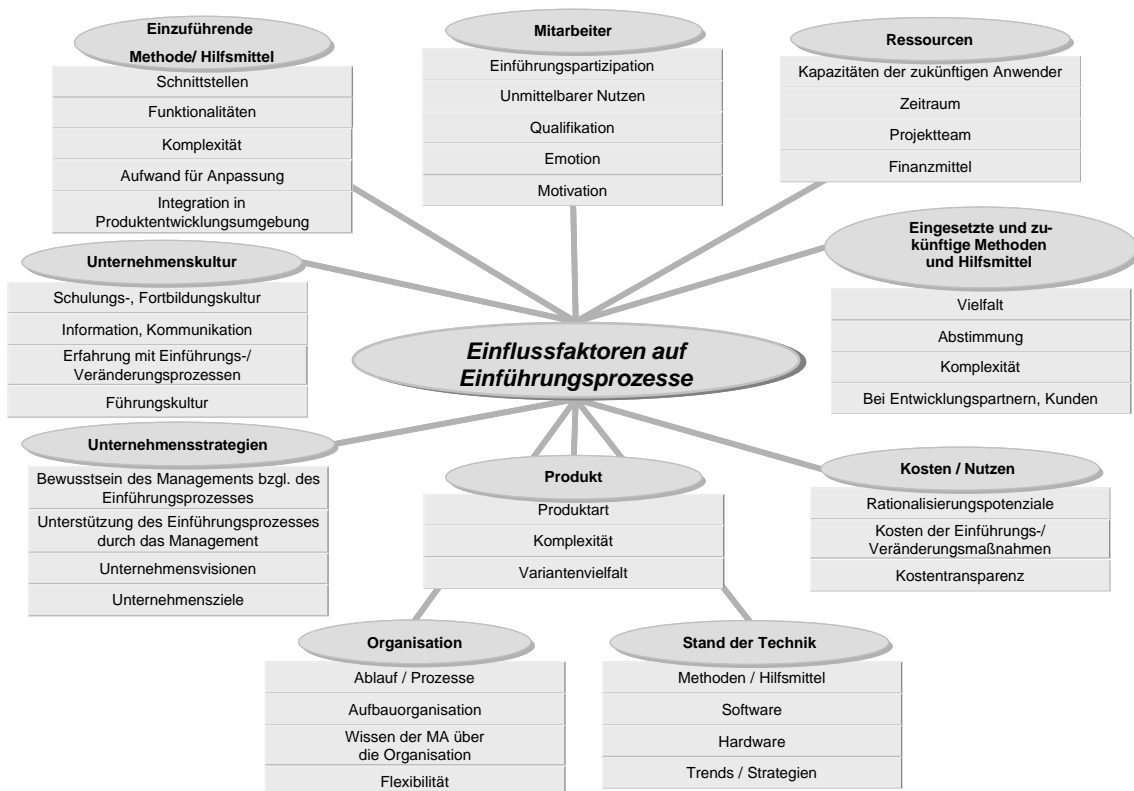 Einzuführende
Methode/ Hilfsmittel
Schnittstellen
Funktionalitäten
Komplexität
Aufwand für Anpassung
Integration in
Produktentwicklungsumgebung
Mitarbeiter
Einführungspartizipation
Unmittelbarer Nutzen
Qualifikation
Emotion
Motivation
Ressourcen
Kapazitäten der zukünftigen Anwender
Zeitraum
Projektteam
Finanzmittel
Unternehmenskultur
Schulungs-, Fortbildungskultur
Information, Kommunikation
Erfahrung mit Einführungs-/
Veränderungsprozessen
Führungskultur
Einflussfaktoren auf
Einführungsprozesse
Eingesetzte und zu-
künftige Methoden
und Hilfsmittel
Vielfalt
Abstimmung
Komplexität
Bei Entwicklungspartnern, Kunden
Unternehmensstrategien
Bewusstsein des Managements bzgl. des
Einführungsprozesses
Unterstützung des Einführungsprozesses
durch das Management
Unternehmensvisionen
Unternehmensziele
Produkt
Produktart
Komplexität
Variantenvielfalt
Kosten / Nutzen
Rationalisierungspotenziale
Kosten der Einführungs-/
Veränderungsmaßnahmen
Kostentransparenz
Organisation
Ablauf / Prozesse
Aufbauorganisation
Wissen der MA über
die Organisation
Flexibilität
Stand der Technik
Methoden / Hilfsmittel
Software
Hardware
Trends / Strategien